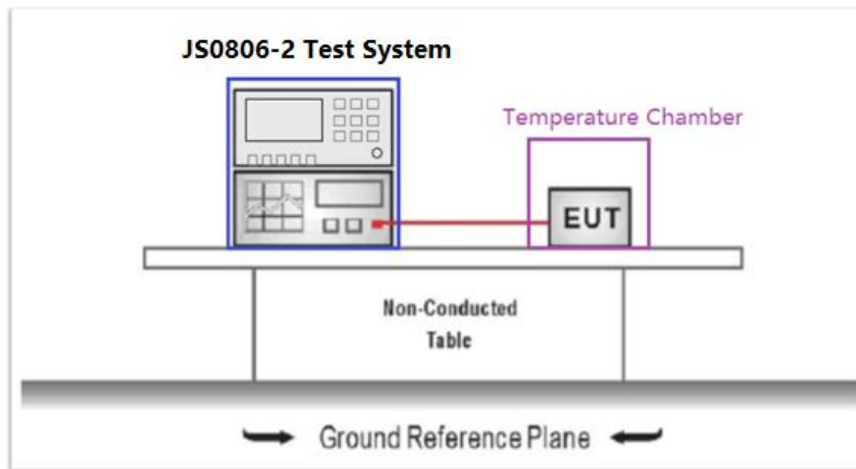 JS0806-2 Test System
Temperature Chamber
EUT
Non-Conducted
Table
Ground Reference Plane